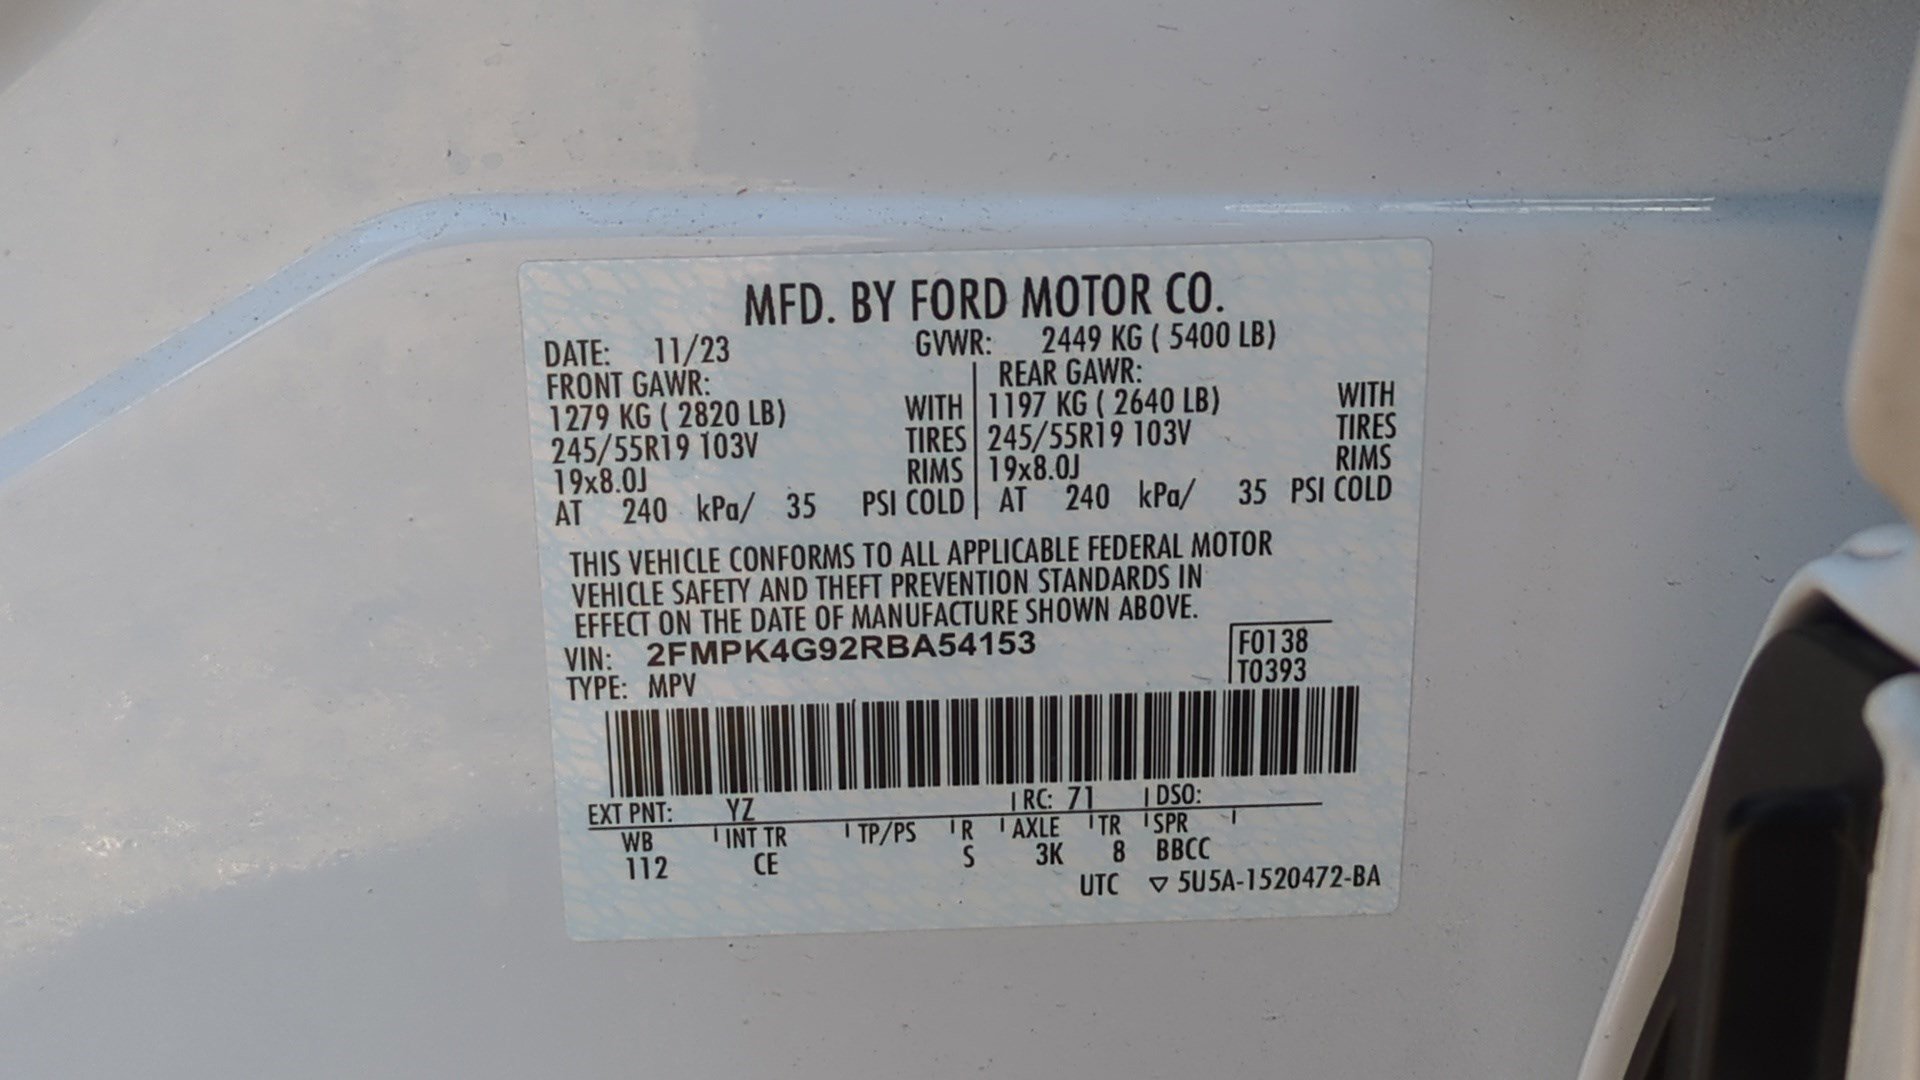 MFD. BY FORD MOTOR CO.
DATE: 11/23 GVWR: 2449 KG ( 5400 LB)
FRONT GAWR: REAR GAWR:
1279 KG ( 2820 LB) WITH 1197 KG ( 2640 LB) WITH
245/55R19 103V TIRES 245/55R19 103V TIRES
19x8.0J RIMS 19x8.0J RIMS
AT 240 kPa/ 35 PSI COLD AT 240 kPa/ 35 PSI COLD
THIS VEHICLE CONFORMS TO ALL APPLICABLE FEDERAL MOTOR
VEHICLE SAFETY AND THEFT PREVENTION STANDARDS IN
EFFECT ON THE DATE OF MANUFACTURE SHOWN ABOVE.
VIN: 2FMPK4G92RBA54153 F0138
TYPE: MPV T0393
EXT PNT: YZ RC: 71 DSO:
WB INT TR TP/PS R AXLE TR SPR
112 CE S 3K 8 BBCC
UTC ▽ 5U5A-1520472-BA